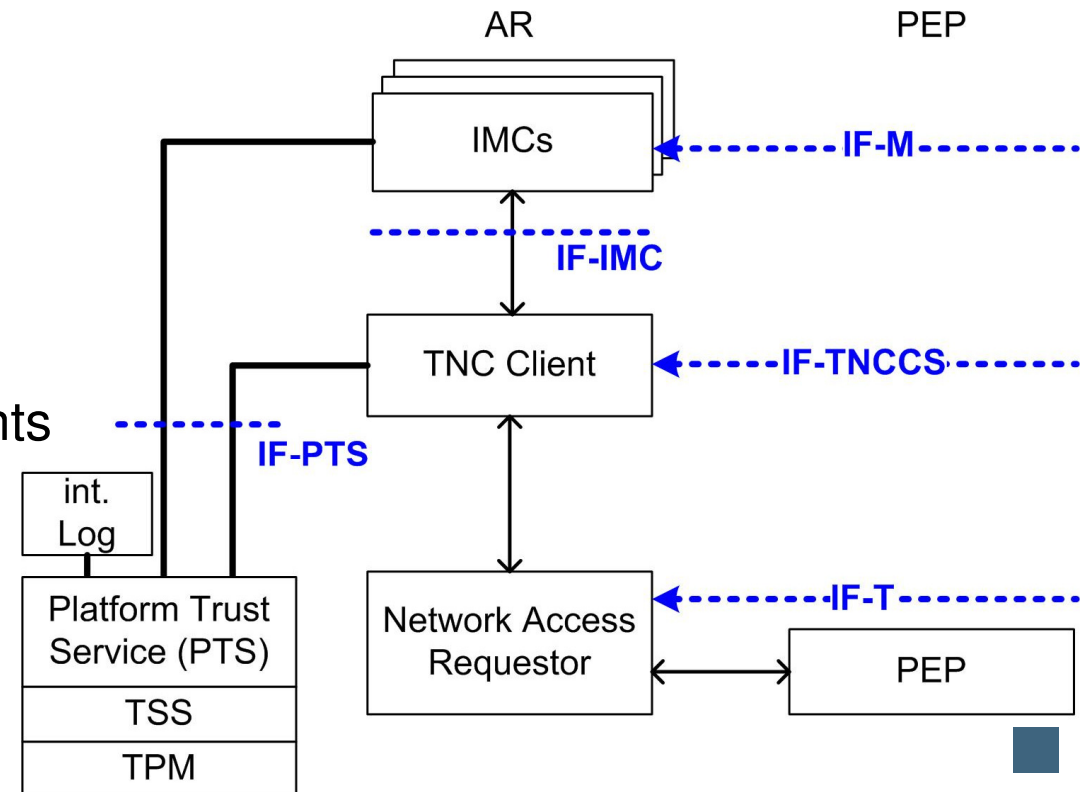 AR
PEP
IMCs
IF-M
IF-IMC
TNC Client
IF-TNCCS
nts
IF-PTS
int.
Log
Platform Trust
Service (PTS)
TSS
TPM
Network Access
Requestor
IF-T
PEP